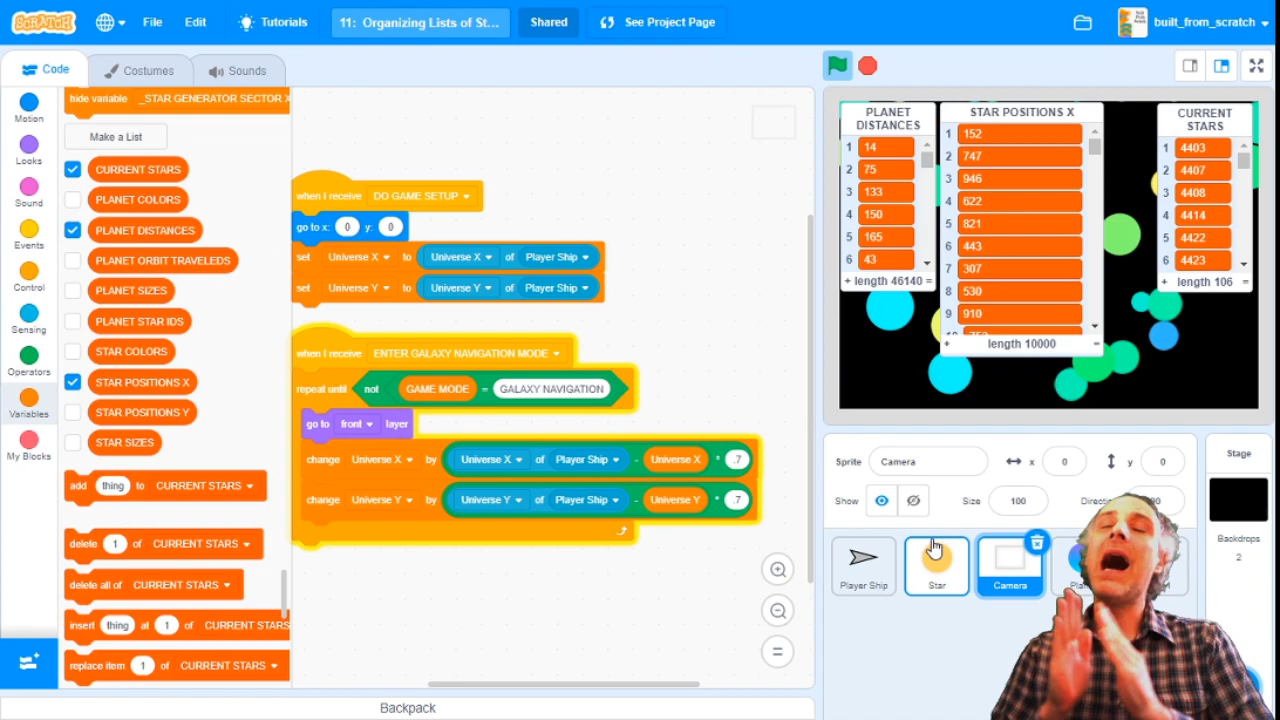 SCRATCH
File
Edit
Tutorials
11: Organizing Lists of St...
Shared
See Project Page
built_from_scratch
Code
Costumes
Sounds
Motion
Looks
Sound
Events
Control
Sensing
Operators
Variables
My Blocks
hide variable _STAR GENERATOR SECTOR X
Make a List
CURRENT STARS
PLANET COLORS
PLANET DISTANCES
PLANET ORBIT TRAVELEDS
PLANET SIZES
PLANET STAR IDS
STAR COLORS
STAR POSITIONS X
STAR POSITIONS Y
STAR SIZES
add thing to CURRENT STARS
delete 1 of CURRENT STARS
delete all of CURRENT STARS
insert thing at 1 of CURRENT STARS
replace item 1 of CURRENT STARS
when I receive DO GAME SETUP
go to x: 0 y: 0
set Universe X to Universe X of Player Ship
set Universe Y to Universe Y of Player Ship
when I receive ENTER GALAXY NAVIGATION MODE
repeat until not GAME MODE = GALAXY NAVIGATION
go to front layer
change Universe X by Universe X of Player Ship - Universe X * .7
change Universe Y by Universe Y of Player Ship - Universe Y * .7
Backpack
PLANET
DISTANCES
1 14
2 75
3 133
4 150
5 165
6 43
+ length 46140 =
STAR POSITIONS X
1 152
2 747
3 946
4 622
5 821
6 443
7 307
8 530
9 910
+ length 10000 =
CURRENT
STARS
1 4403
2 4407
3 4408
4 4414
5 4422
6 4423
+ length 106 =
Sprite Camera x 0 y 0
Show Size 100
Player Ship
Star
Camera
Stage
Backdrops
2